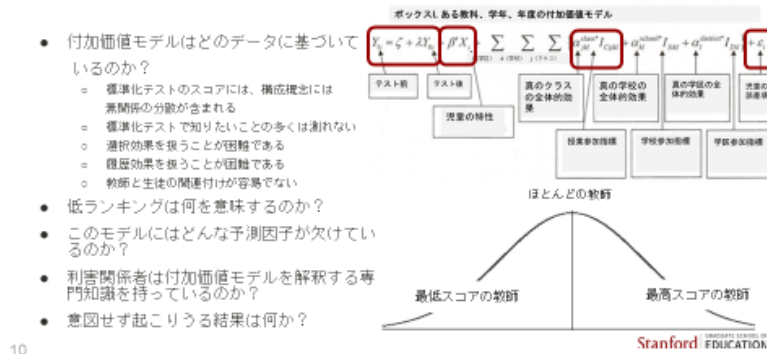 ボックスL ある教科、学年、年度の付加価値モデル
● 付加価値モデルはどのデータに基づいて
いるのか？
○ 標準化テストのスコアには、構成概念には
無関係の分散が含まれる
○ 標準化テストで知りたいことの多くは測れない
○ 選択効果を扱うことが困難である
○ 履歴効果を扱うことが困難である
○ 教師と生徒の関連付けが容易でない
● 低ランキングは何を意味するのか？
● このモデルにはどんな予測因子が欠けてい
るのか？
● 利害関係者は付加価値モデルを解釈する専
門知識を持っているのか？
● 意図せず起こりうる結果は何か？
テスト前
テスト後
児童の特性
真のクラス
の全体的効
果
真の学校の
全体的効果
真の学区の全
体的効果
児童の
授業参加指標
学校参加指標
学区参加指標
ほとんどの教師
最低スコアの教師
最高スコアの教師
Stanford
GRADUATE SCHOOL OF
EDUCATION
10